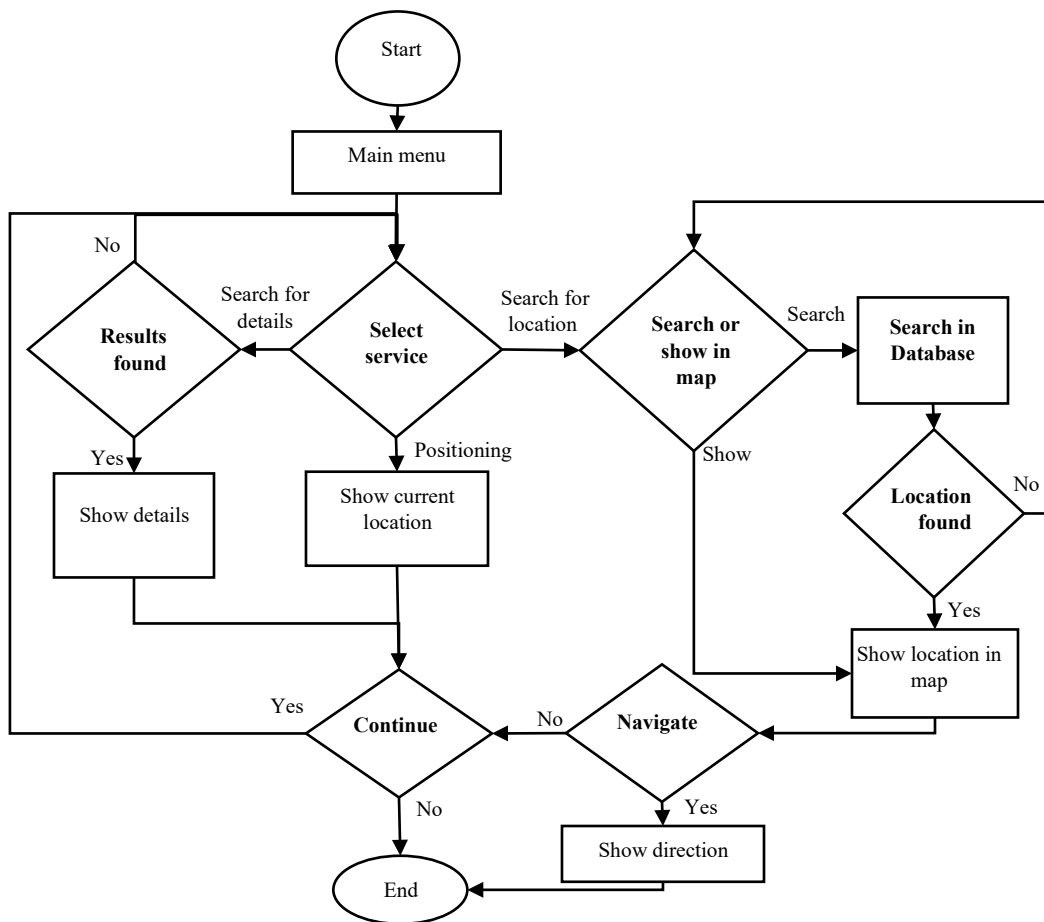 Start
Main menu
No
Search for
details
Search for
location
Search
Results
found
Select
service
Search or
show in
map
Search in
Database
Yes
Positioning
Show
Show details
Show current
location
Location
found
No
Yes
Show location in
map
Yes
Continue
No
Navigate
No
Yes
Show direction
End